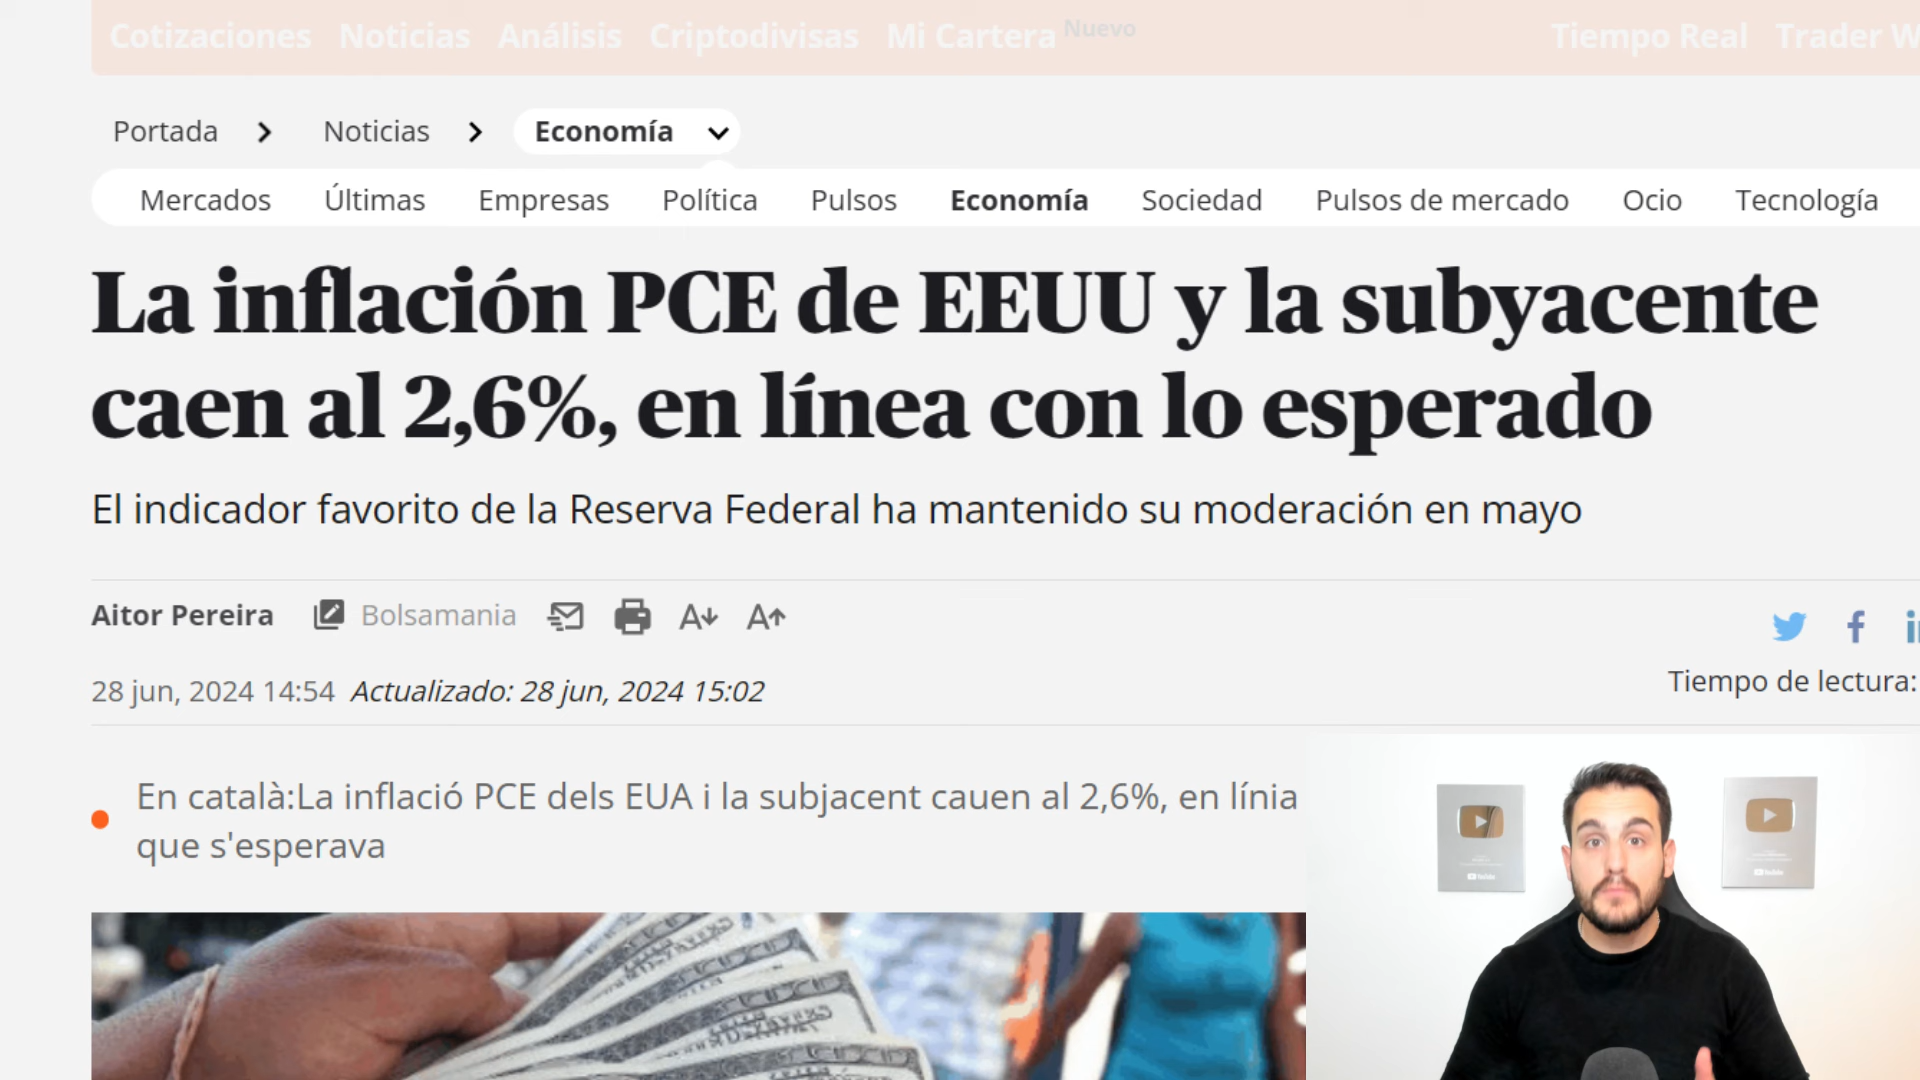 Cotizaciones Noticias Análisis Criptodivisas Mi Cartera Nuevo Tiempo Real Trader W
Portada Noticias Economía
Mercados Últimas Empresas Política Pulsos Economía Sociedad Pulsos de mercado Ocio Tecnología
La inflación PCE de EEUU y la subyacente
caen al 2,6%, en línea con lo esperado
El indicador favorito de la Reserva Federal ha mantenido su moderación en mayo
Aitor Pereira Bolsamania A A
28 jun, 2024 14:54 Actualizado: 28 jun, 2024 15:02
Tiempo de lectura:
En català:La inflació PCE dels EUA i la subjacent cauen al 2,6%, en línia
que s'esperava
YouTube
YouTube